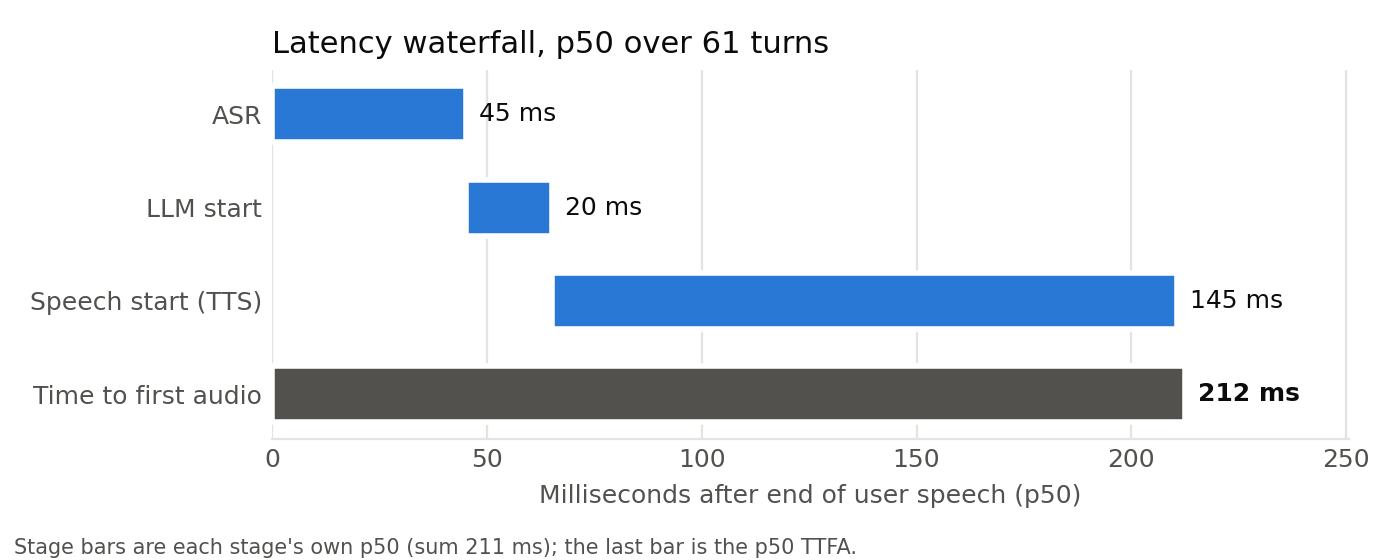 Latency waterfall, p50 over 61 turns
ASR
45 ms
LLM start
20 ms
Speech start (TTS)
145 ms
Time to first audio
212 ms
0 50 100 150 200 250
Milliseconds after end of user speech (p50)
Stage bars are each stage's own p50 (sum 211 ms); the last bar is the p50 TTFA.